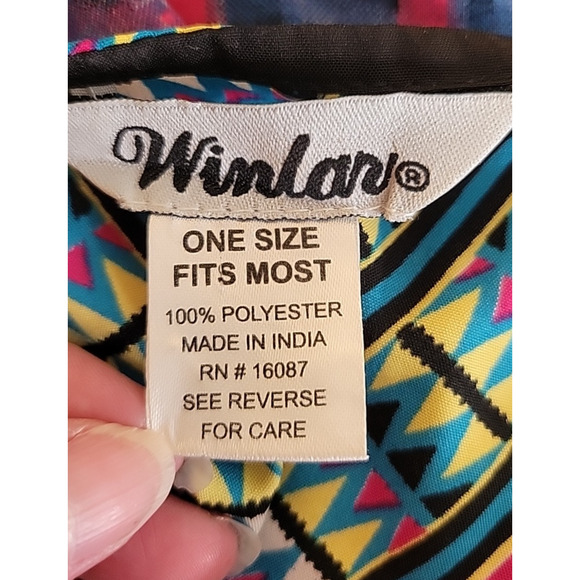 Winlar®
ONE SIZE
FITS MOST
100% POLYESTER
MADE IN INDIA
RN # 16087
SEE REVERSE
FOR CARE